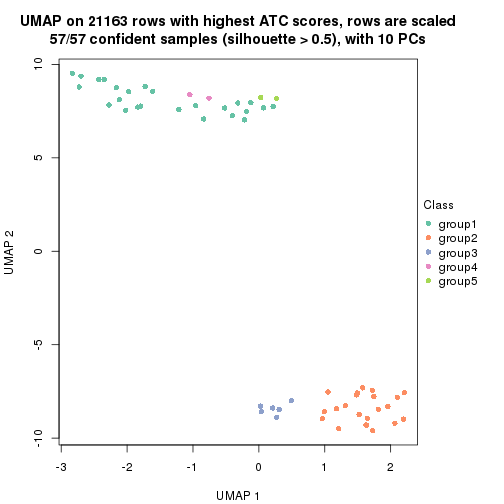 UMAP on 21163 rows with highest ATC scores, rows are scaled
57/57 confident samples (silhouette > 0.5), with 10 PCs
10
5
0
-5
-10
UMAP 2
-3
-2
-1
0
1
2
UMAP 1
Class
group1
group2
group3
group4
group5